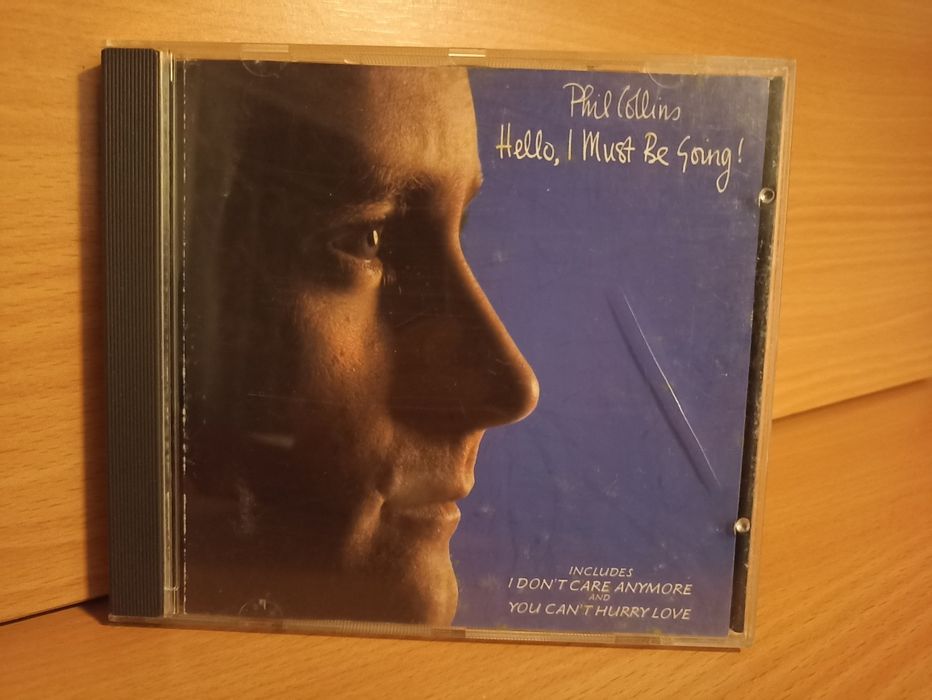 Phil Collins
Hello, I Must Be Going!
INCLUDES
I DON'T CARE ANYMORE
AND
YOU CAN'T HURRY LOVE